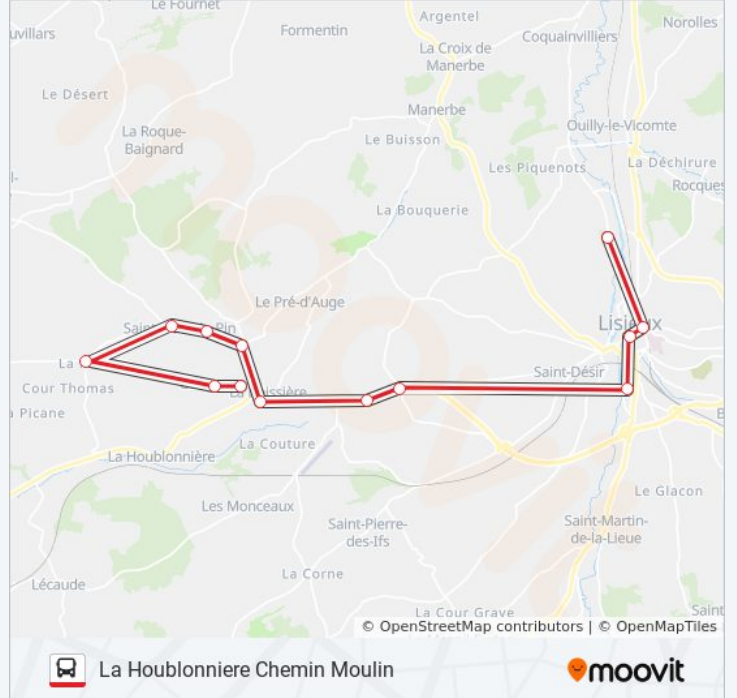 Le Fournet
Argentel
uvillars
Formentin
Coquainvilliers
Norolles
La Croix de
Manerbe
Le Désert
Manerbe
La Roque-
Baignard
Ouilly-le-Vicomte
Le Buisson
Les Piquenots
La Déchirure
Rocques
La Bouquerie
Le Pré-d'Auge
Pin
Lisieux
La
Saint-Désir
Cour Thomas
a Picane
La Couture
La Houblonnière
Le Glacon
Les Monceaux
Saint-Pierre-
des-Ifs
Saint-Martin-
de-la-Lieue
La Corne
Lécaude
La Cour Grave
Saint
© OpenStreetMap contributors | © OpenMapTiles
La Houblonniere Chemin Moulin
moovit